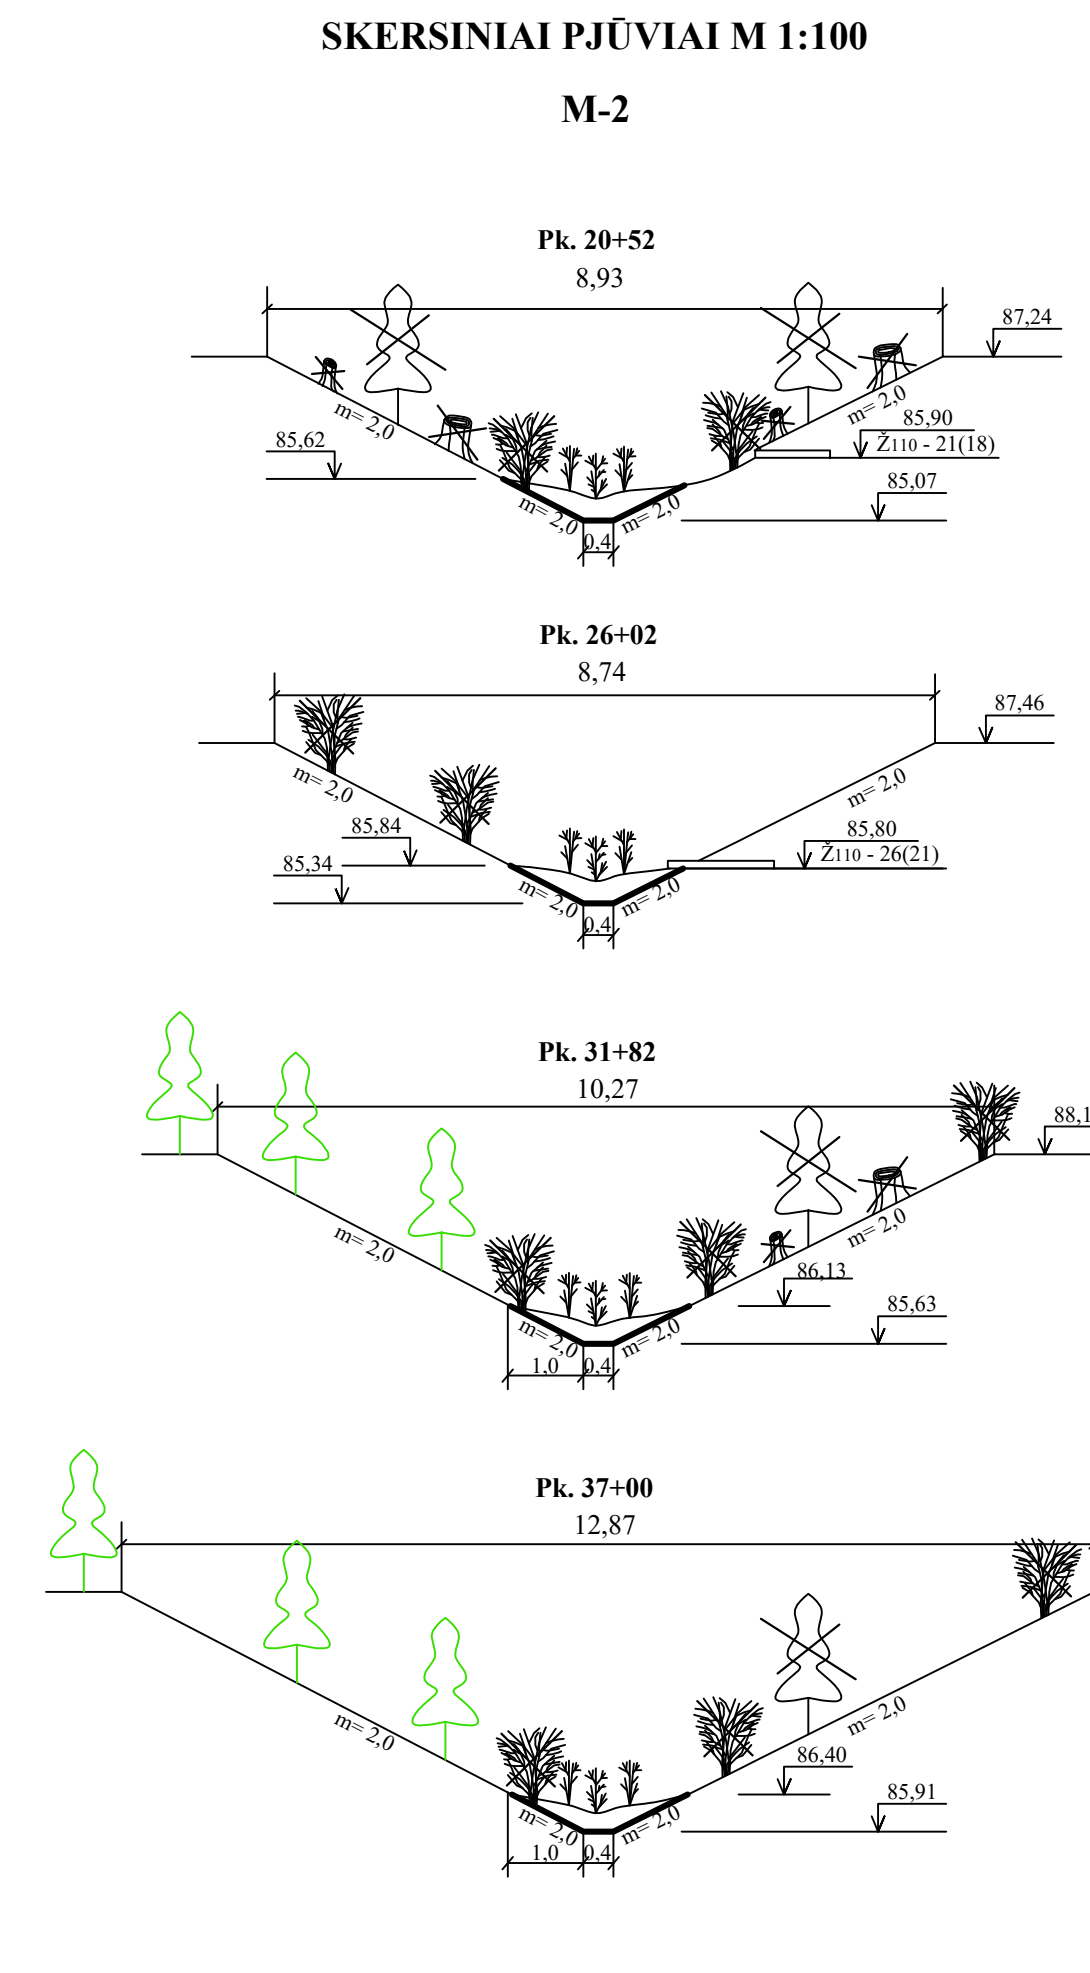 SKERSINIAI PJŪVIAI M 1:100
M-2
Pk. 20+52
8,93
87,24
m= 2,0
m= 2,0
85,90
Ž110 - 21(18)
85,62
85,07
m= 2,0
m= 2,0
0,4
Pk. 26+02
8,74
87,46
m= 2,0
m= 2,0
85,84
85,80
Ž110 - 26(21)
85,34
m= 2,0
m= 2,0
0,4
Pk. 31+82
10,27
88,1
m= 2,0
m= 2,0
86,13
85,63
m= 2,0
m= 2,0
1,0
0,4
Pk. 37+00
12,87
m= 2,0
m= 2,0
86,40
85,91
m= 2,0
m= 2,0
1,0
0,4